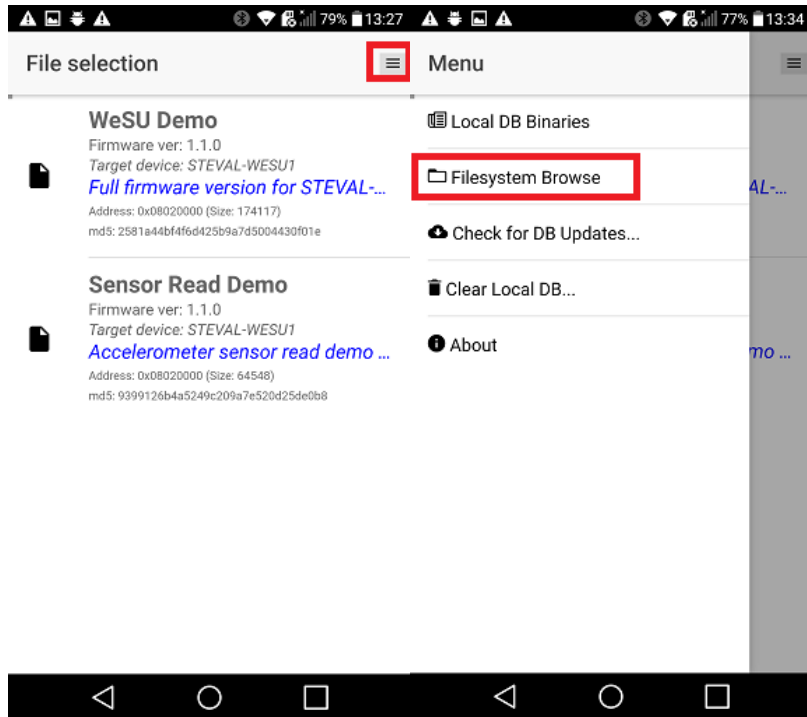 79% 13:27
File selection
WeSU Demo
Firmware ver: 1.1.0
Target device: STEVAL-WESU1
Full firmware version for STEVAL-...
Address: 0x08020000 (Size: 174117)
md5: 2581a44bf4f6d425b9a7d5004430f01e
Sensor Read Demo
Firmware ver: 1.1.0
Target device: STEVAL-WESU1
Accelerometer sensor read demo ...
Address: 0x08020000 (Size: 64548)
md5: 9399126b4a5249c209a7e520d25de0b8
77% 13:34
Menu
Local DB Binaries
Filesystem Browse
Check for DB Updates...
Clear Local DB...
About
AL-...
mo ...